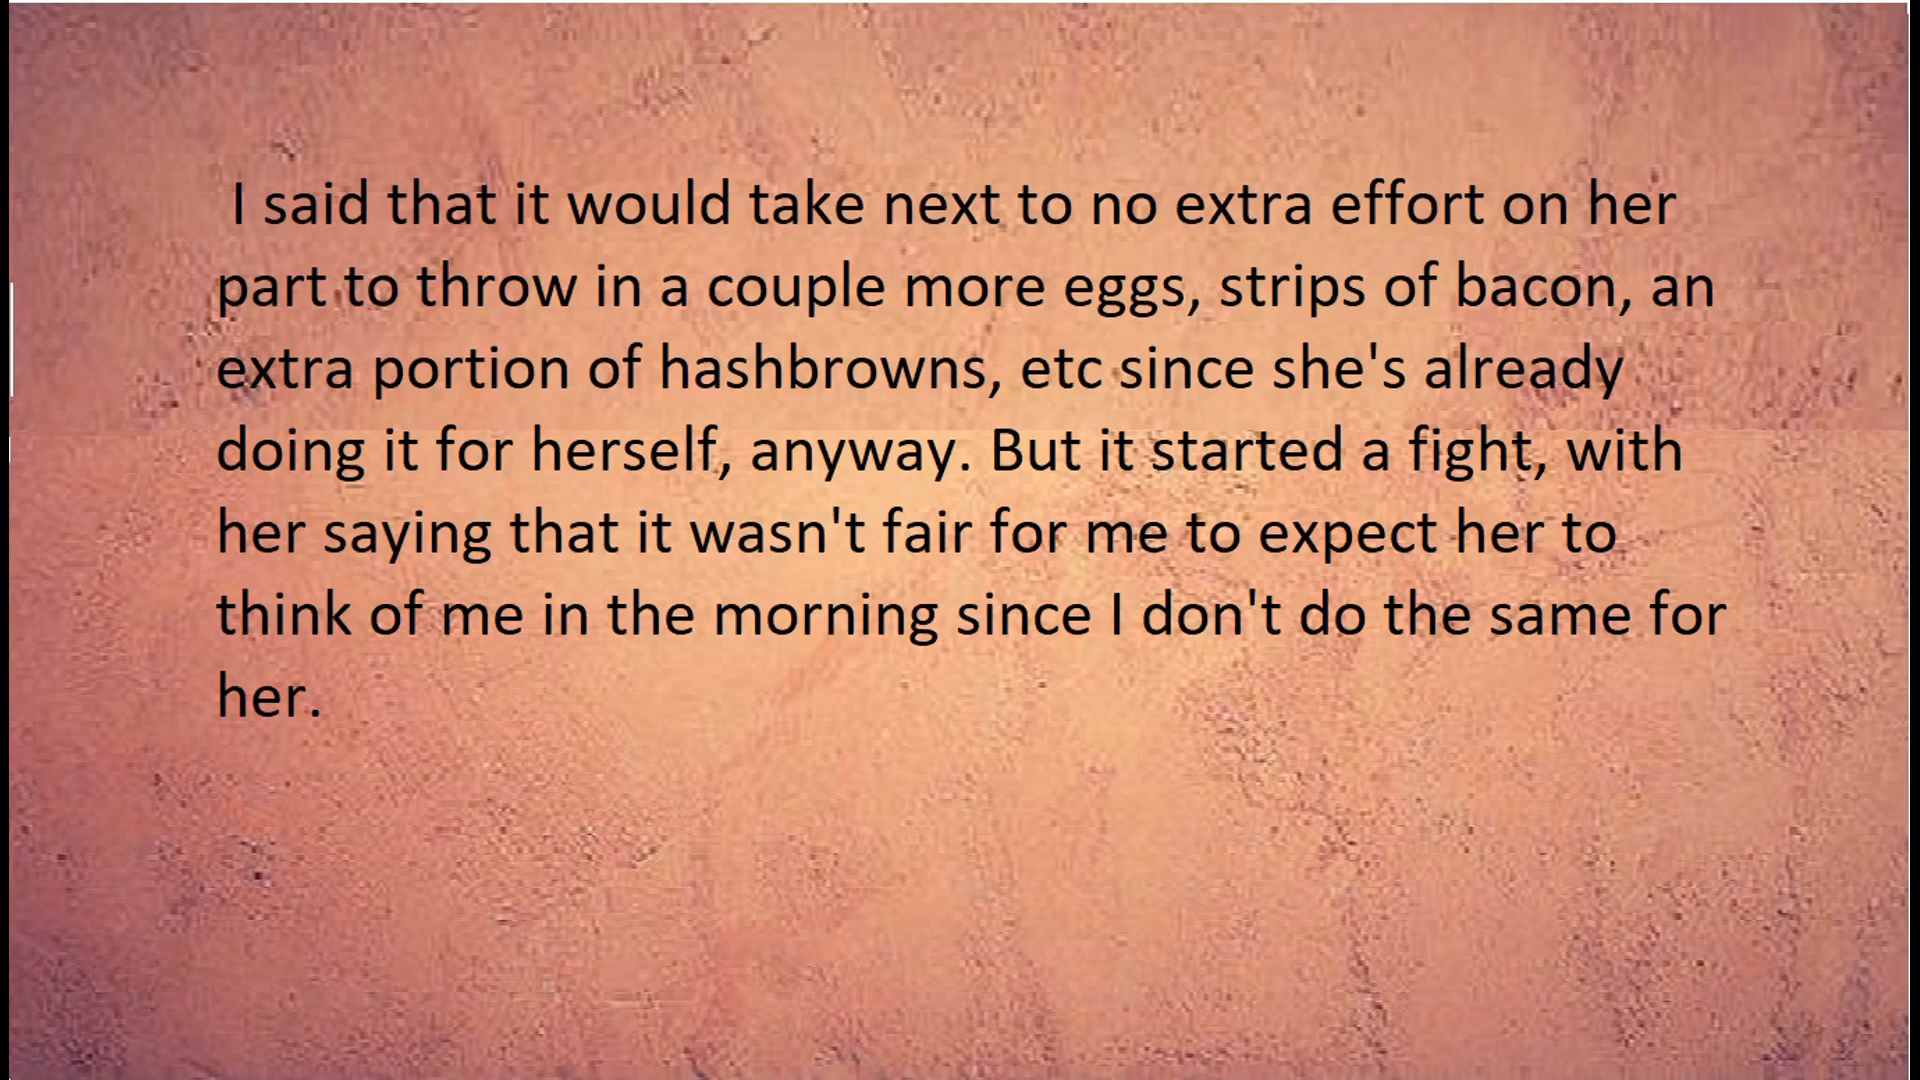 I said that it would take next to no extra effort on her
part to throw in a couple more eggs, strips of bacon, an
extra portion of hashbrowns, etc since she's already
doing it for herself, anyway. But it started a fight, with
her saying that it wasn't fair for me to expect her to
think of me in the morning since I don't do the same for
her.